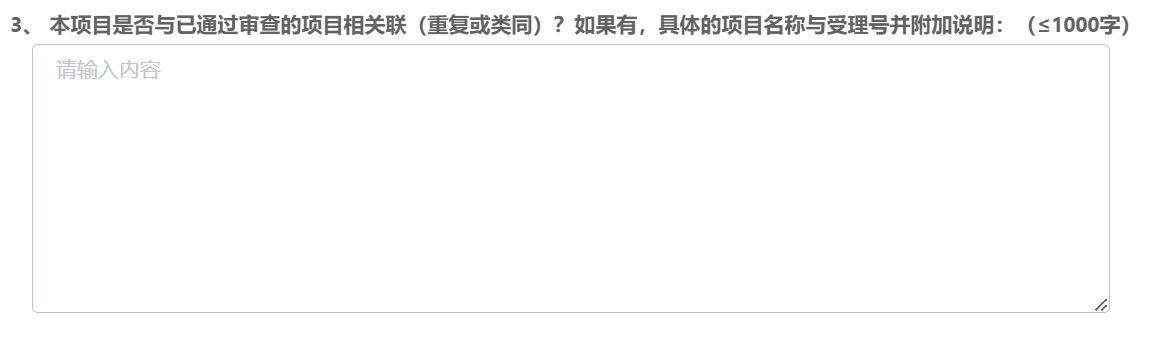 3、 本项目是否与已通过审查的项目相关联（重复或类同）？如果有，具体的项目名称与受理号并附加说明：（≤1000字）
请输入内容